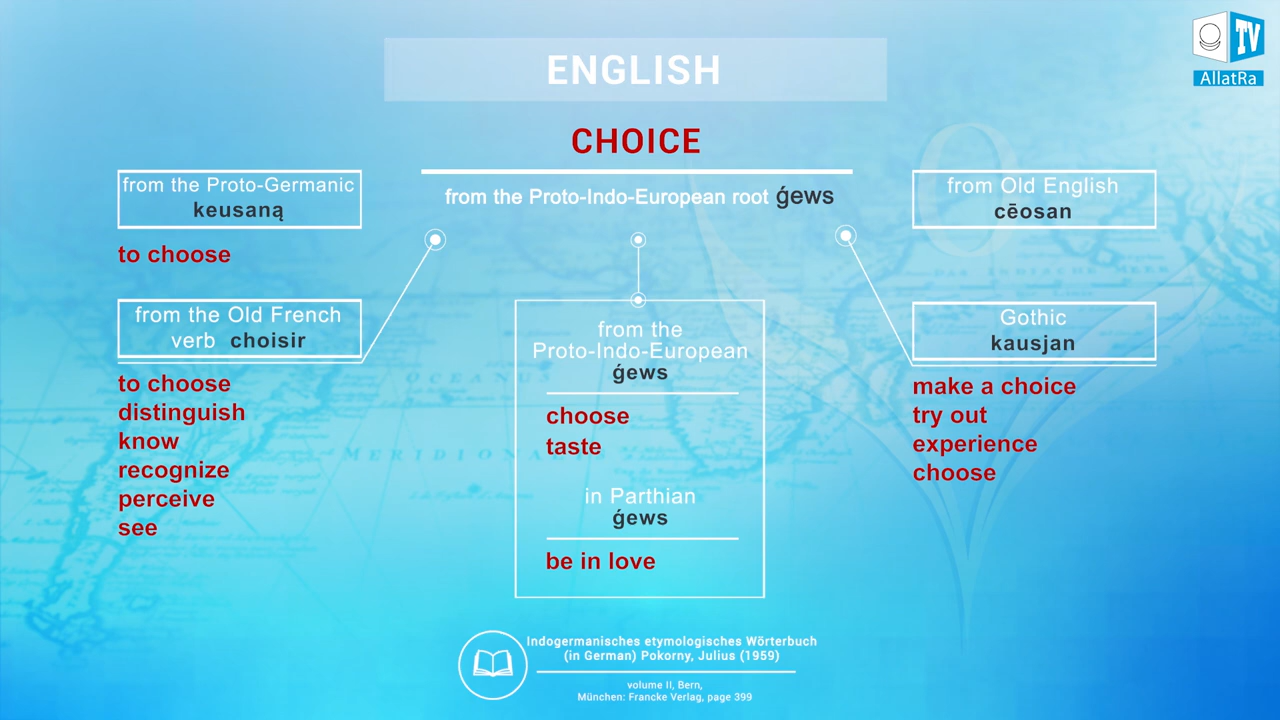 TV
AllatRa
ENGLISH
CHOICE
from the Proto-Indo-European root ǵews
from the Proto-Germanic
keusaną
to choose
from the Old French
verb choisir
to choose
distinguish
know
recognize
perceive
see
from the
Proto-Indo-European
ǵews
choose
taste
in Parthian
ǵews
be in love
from Old English
cēosan
Gothic
kausjan
make a choice
try out
experience
choose
OCEANUS
MERIDIONALIS
Indogermanisches etymologisches Wörterbuch
(in German) Pokorny, Julius (1959)
volume II, Bern,
München: Francke Verlag, page 399